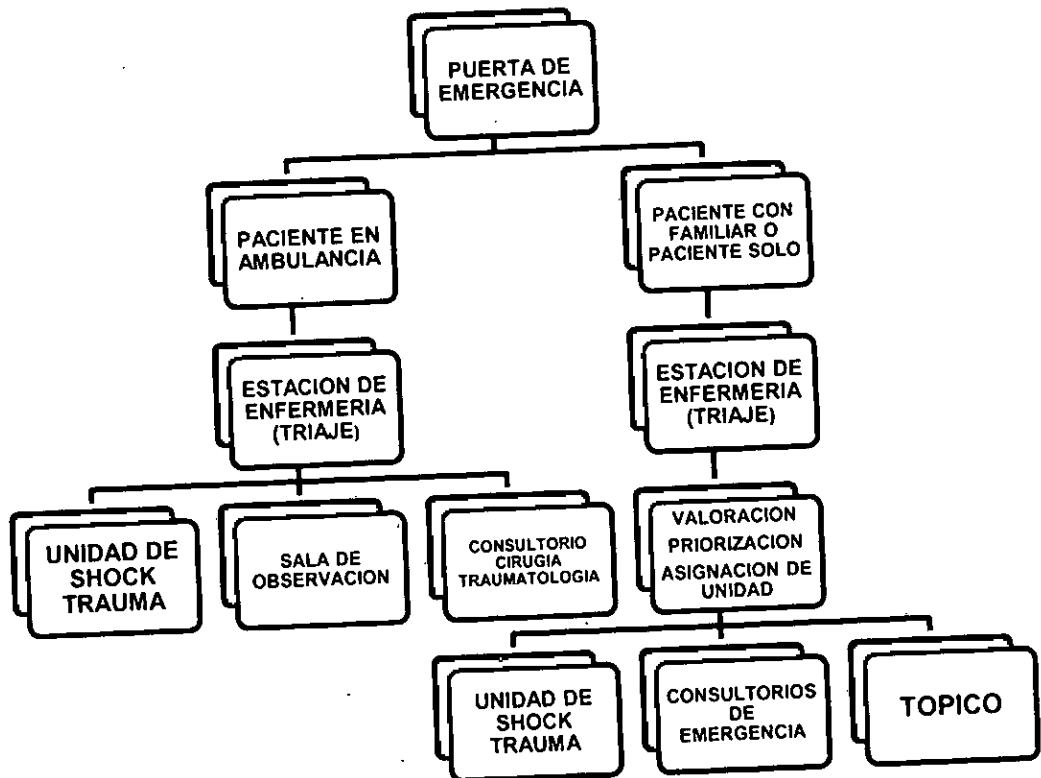 PUERTA DE
EMERGENCIA
PACIENTE EN
AMBULANCIA
PACIENTE CON
FAMILIAR O
PACIENTE SOLO
ESTACION DE
ENFERMERIA
(TRIAJE)
ESTACION DE
ENFERMERIA
(TRIAJE)
UNIDAD DE
SHOCK
TRAUMA
SALA DE
OBSERVACION
CONSULTORIO
CIRUGIA
TRAUMATOLOGIA
VALORACION
PRIORIZACION
ASIGNACION DE
UNIDAD
UNIDAD DE
SHOCK
TRAUMA
CONSULTORIOS
DE
EMERGENCIA
TOPICO